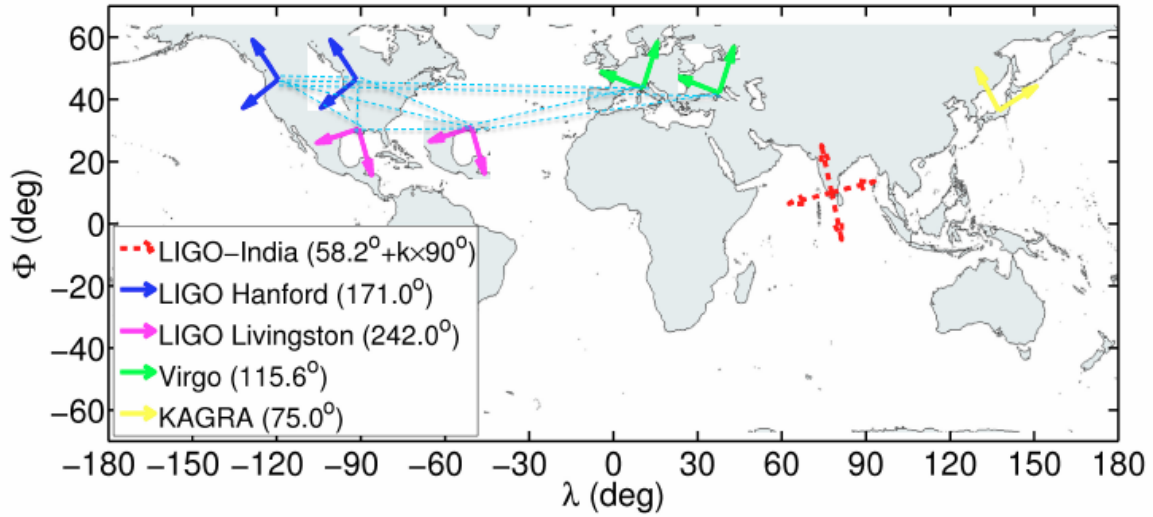 60
40
20
0
−20
−40
−60
Φ (deg)
LIGO−India (58.2°+k×90°)
LIGO Hanford (171.0°)
LIGO Livingston (242.0°)
Virgo (115.6°)
KAGRA (75.0°)
−180 −150 −120 −90 −60 −30 0 30 60 90 120 150 180
λ (deg)